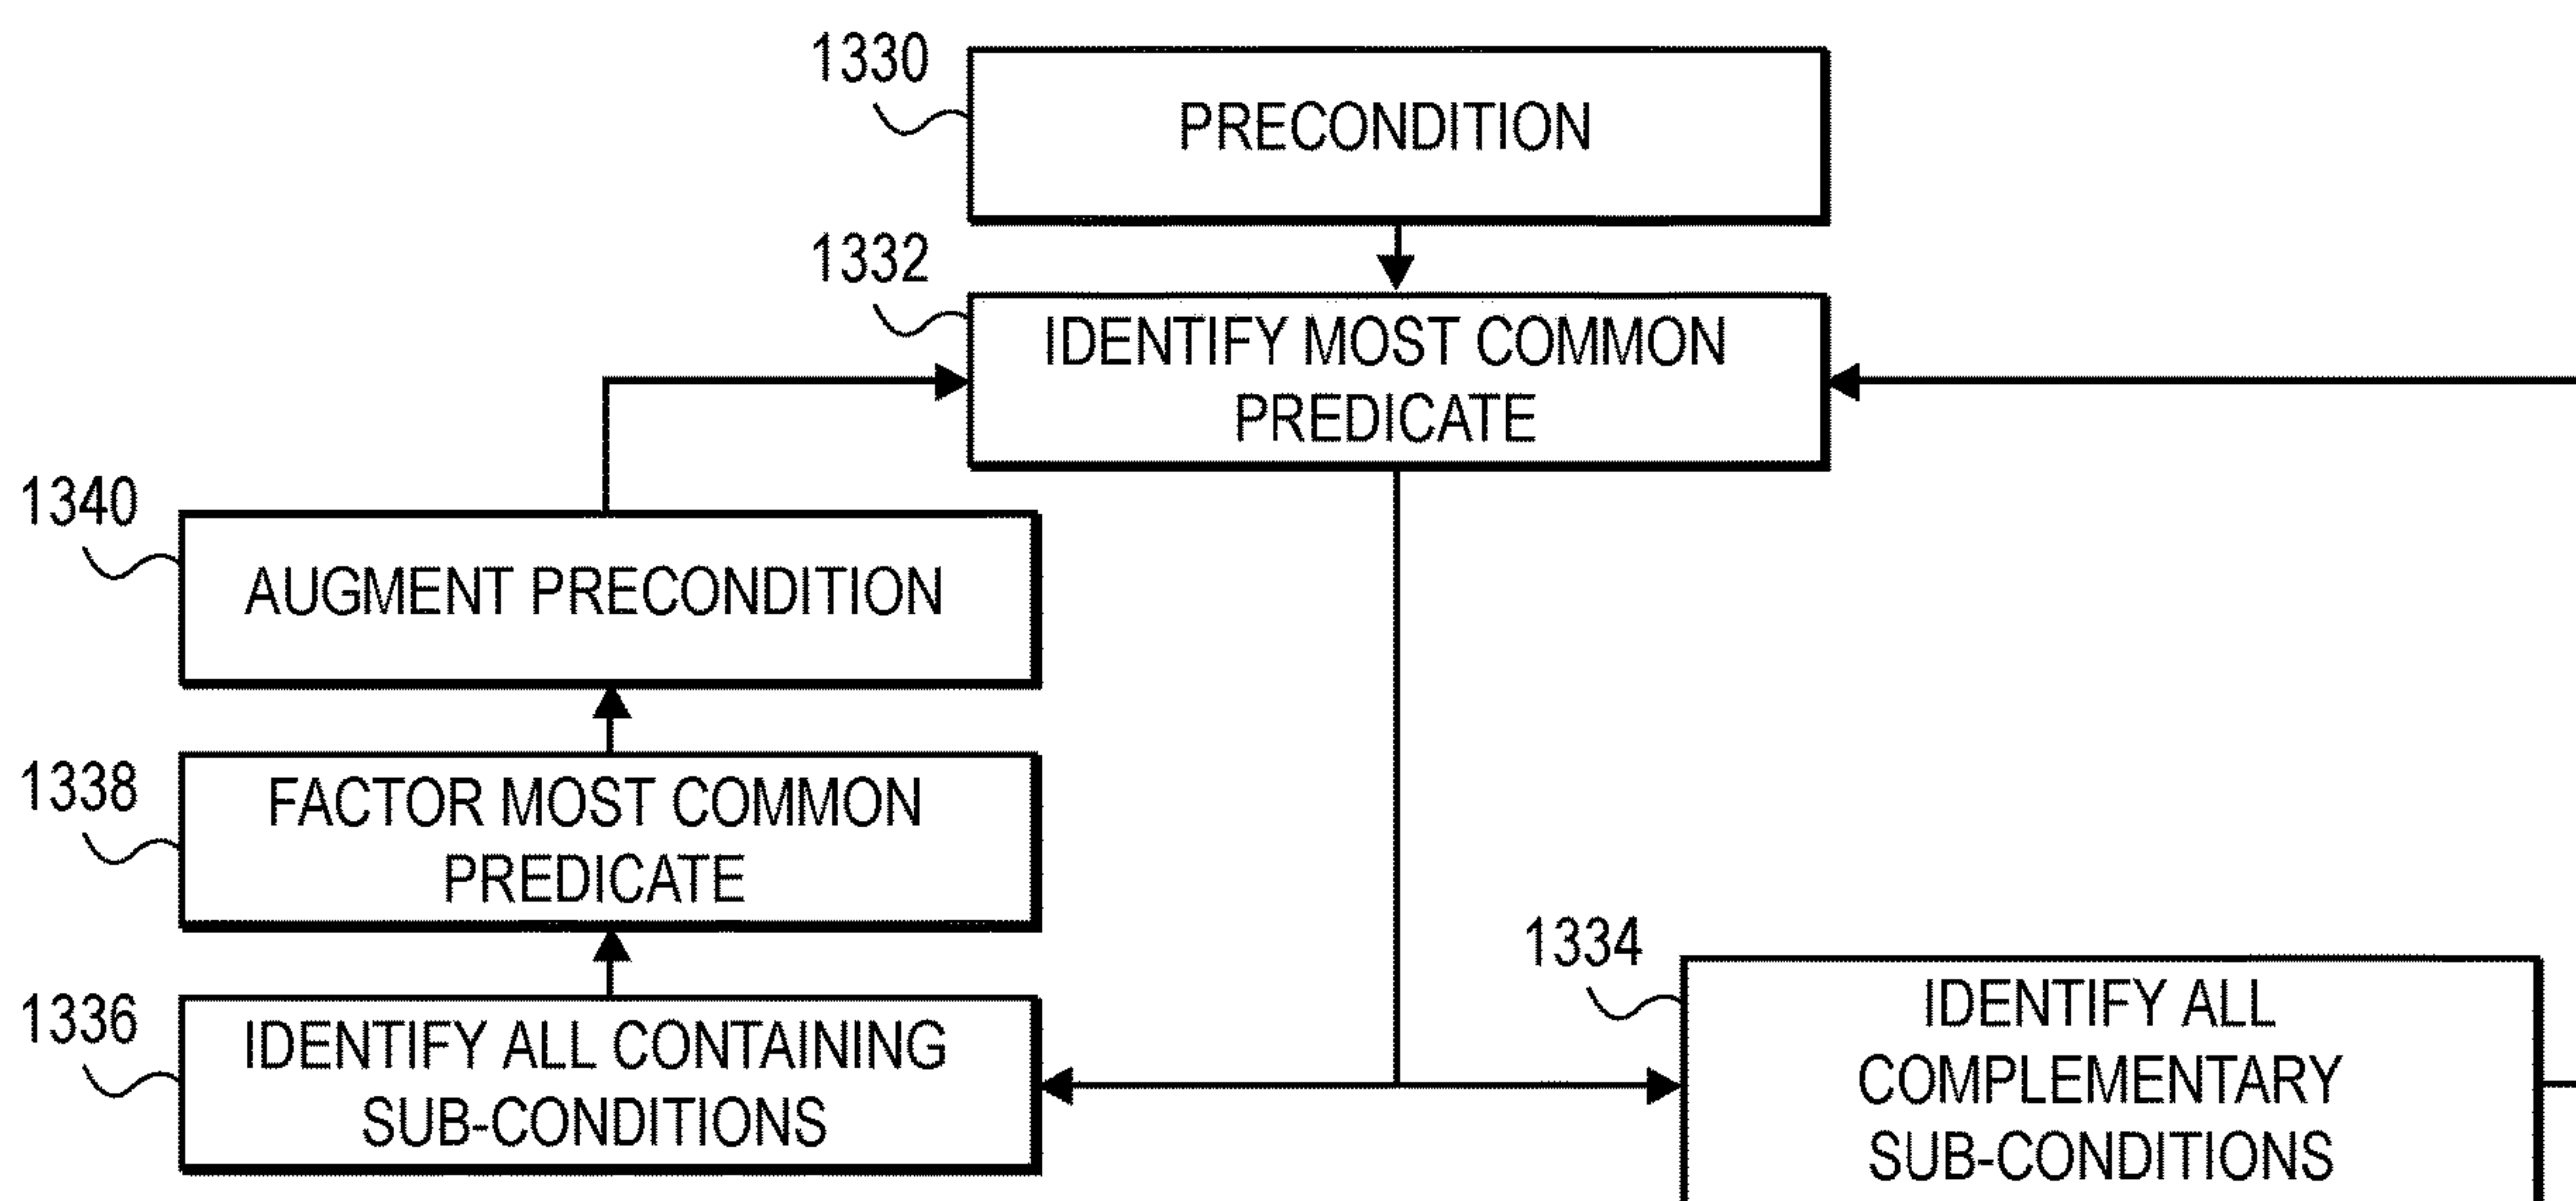 1330
PRECONDITION
1332
IDENTIFY MOST COMMON
PREDICATE
1340
AUGMENT PRECONDITION
1338
FACTOR MOST COMMON
PREDICATE
1336
IDENTIFY ALL CONTAINING
SUB-CONDITIONS
1334
IDENTIFY ALL
COMPLEMENTARY
SUB-CONDITIONS